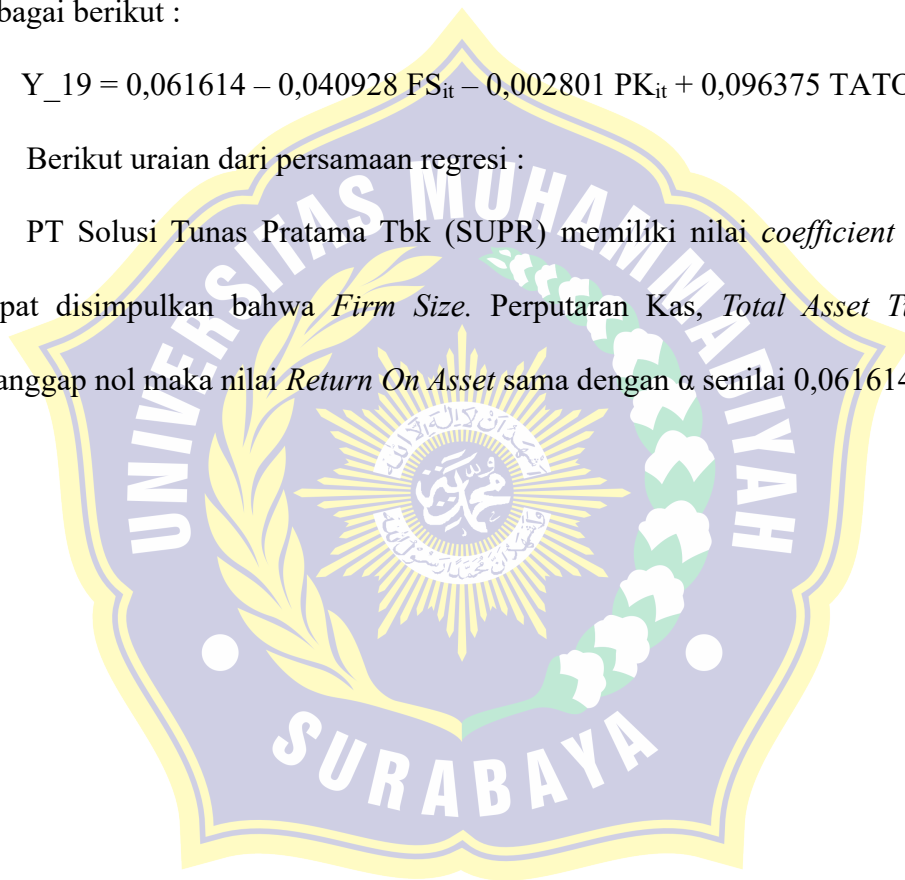 bagai berikut :
Y_19 = 0,061614 – 0,040928 FSit – 0,002801 PKit + 0,096375 TATO
Berikut uraian dari persamaan regresi :
PT Solusi Tunas Pratama Tbk (SUPR) memiliki nilai coefficient
pat disimpulkan bahwa Firm Size. Perputaran Kas, Total Asset T
anggap nol maka nilai Return On Asset sama dengan α senilai 0,061614
UNIVERSITAS MUHAMMADIYAH
SURABAYA